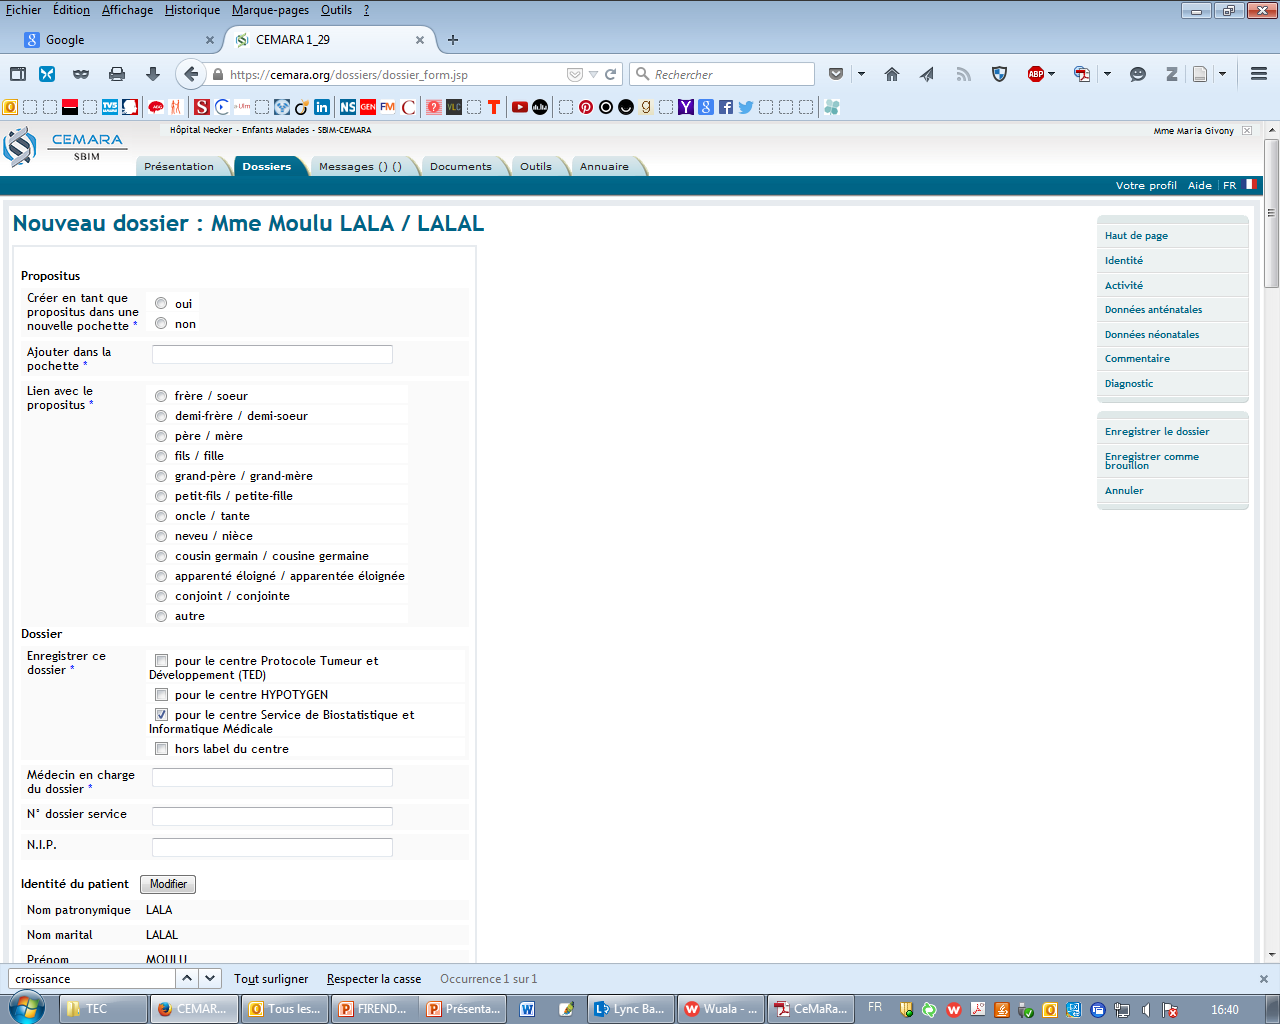 Fichier Édition Affichage Historique Marque-pages Outils ?
Google
CEMARA 1_29
https://cemara.org/dossiers/dossier_form.jsp
Rechercher
ABP
Hôpital Necker - Enfants Malades - SBIM-CEMARA
Mme Maria Givony
CEMARA
SBIM
Présentation
Dossiers
Messages () ()
Documents
Outils
Annuaire
Votre profil
Aide
FR
Nouveau dossier : Mme Moulu LALA / LALAL
Propositus
Créer en tant que
propositus dans une
nouvelle pochette *
oui
non
Ajouter dans la
pochette *
Lien avec le
propositus *
frère / soeur
demi-frère / demi-soeur
père / mère
fils / fille
grand-père / grand-mère
petit-fils / petite-fille
oncle / tante
neveu / nièce
cousin germain / cousine germaine
apparenté éloigné / apparentée éloignée
conjoint / conjointe
autre
Dossier
Enregistrer ce
dossier *
pour le centre Protocole Tumeur et
Développement (TED)
pour le centre HYPOTYGEN
pour le centre Service de Biostatistique et
Informatique Médicale
hors label du centre
Médecin en charge
du dossier *
N° dossier service
N.I.P.
Identité du patient
Modifier
Nom patronymique
LALA
Nom marital
LALAL
Prénom
MOULU
Haut de page
Identité
Activité
Données anténatales
Données néonatales
Commentaire
Diagnostic
Enregistrer le dossier
Enregistrer comme
brouillon
Annuler
croissance
Tout surligner
Respecter la casse
Occurrence 1 sur 1
TEC
CEMAR...
Tous les...
FIREND...
Présenta...
Lync Ba...
Wuala - ...
CeMaRa...
FR
16:40